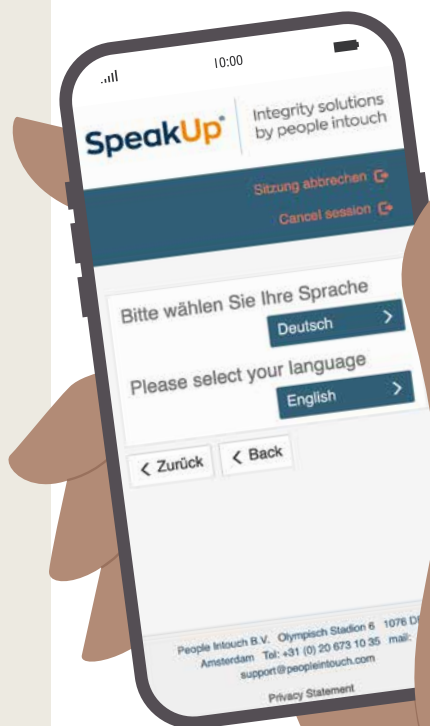 10:00
SpeakUp®
Integrity solutions
by people intouch
Sitzung abbrechen
Cancel session
Bitte wählen Sie Ihre Sprache
Deutsch
Please select your language
English
Zurück
Back
People Intouch B.V. Olympisch Stadion 6 1076
Amsterdam Tel: +31 (0) 20 673 10 35 mail:
support@peopleintouch.com
Privacy Statement